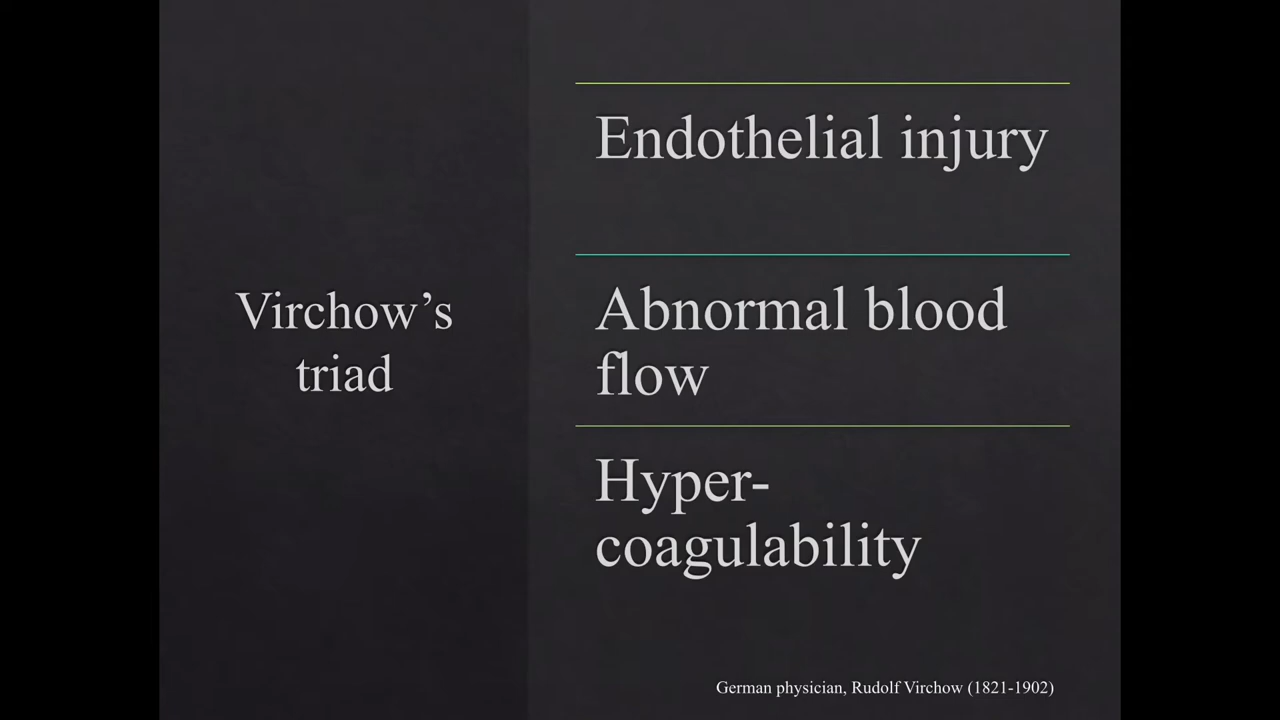 Virchow’s
triad
Endothelial injury
Abnormal blood
flow
Hyper-
coagulability
German physician, Rudolf Virchow (1821-1902)